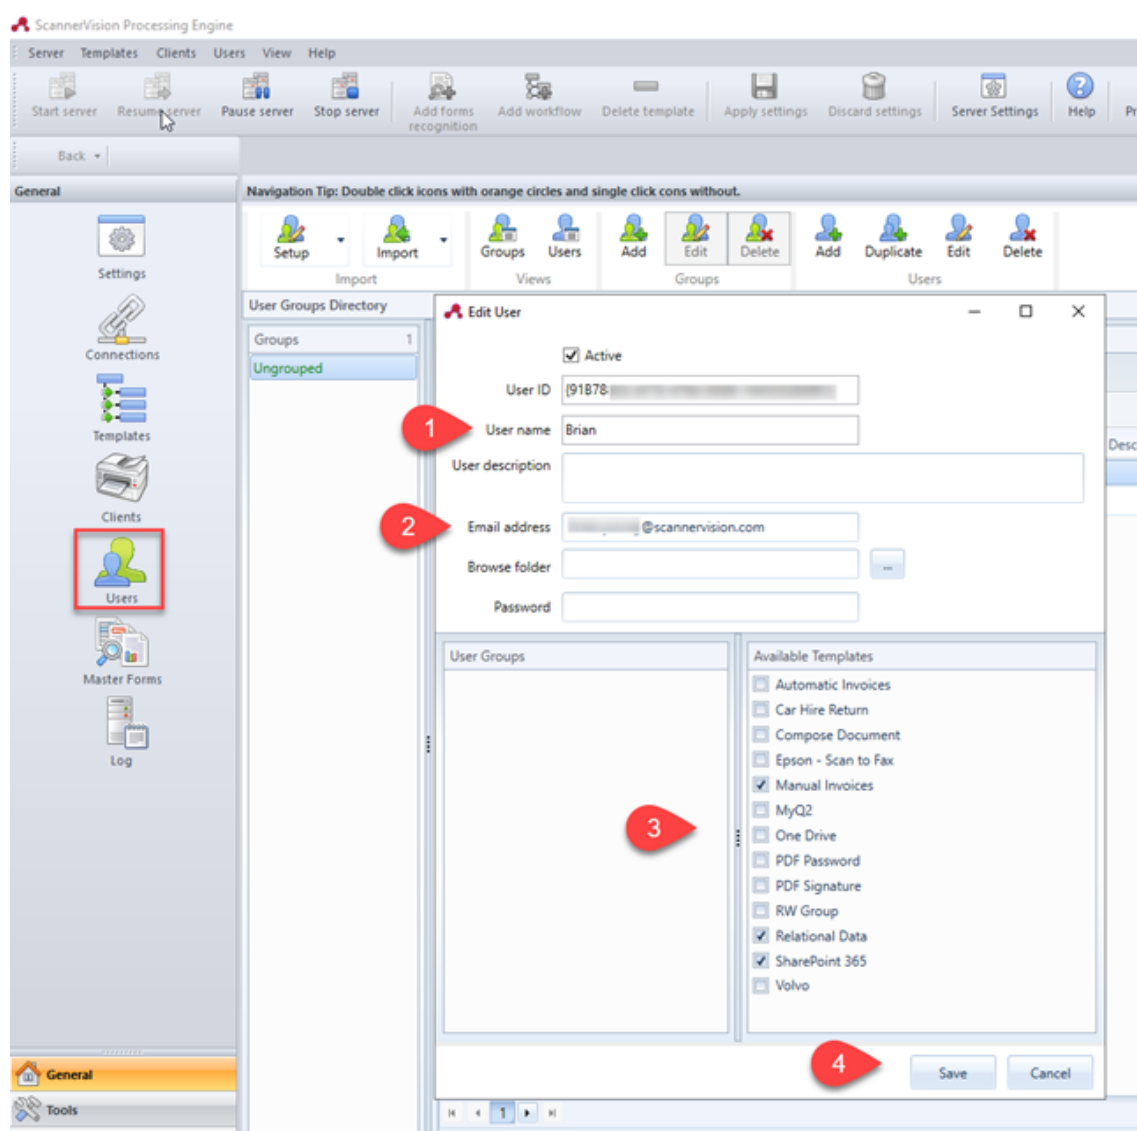 ScannerVision Processing Engine
Server Templates Clients Users View Help
Start server Resume server Pause server Stop server Add forms recognition Add workflow Delete template Apply settings Discard settings Server Settings Help
Back
General
Navigation Tip: Double click icons with orange circles and single click cons without.
Setup Import Groups Users Add Edit Delete Add Duplicate Edit Delete
Import Views Groups Users
Settings
Connections
Templates
Clients
Users
Master Forms
Log
General
Tools
User Groups Directory
Groups 1
Ungrouped
Edit User
Active
User ID {91B78
1 User name Brian
User description
2 Email address @scannervision.com
Browse folder ...
Password
User Groups
Available Templates
Automatic Invoices
Car Hire Return
Compose Document
Epson - Scan to Fax
Manual Invoices
MyQ2
3
One Drive
PDF Password
PDF Signature
RW Group
Relational Data
SharePoint 365
Volvo
4 Save Cancel
1
Desc